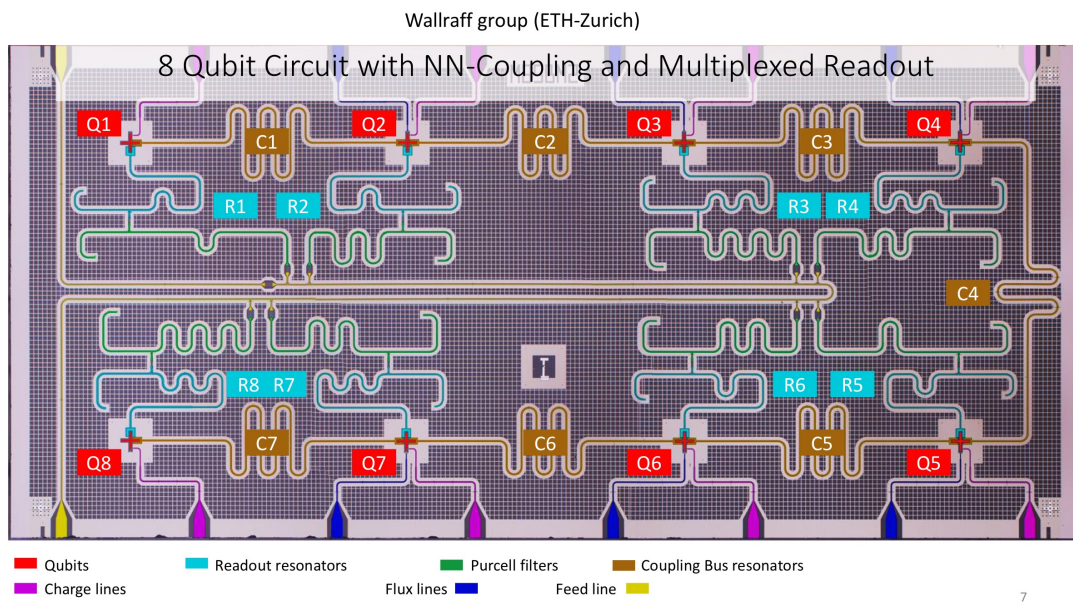 Wallraff group (ETH-Zurich)
8 Qubit Circuit with NN-Coupling and Multiplexed Readout
Q1 C1 Q2 C2 Q3 C3 Q4
R1 R2 R3 R4
C4
R8 R7 R6 R5
Q8 C7 Q7 C6 Q6 C5 Q5
Qubits Readout resonators Purcell filters Coupling Bus resonators
Charge lines Flux lines Feed line
7